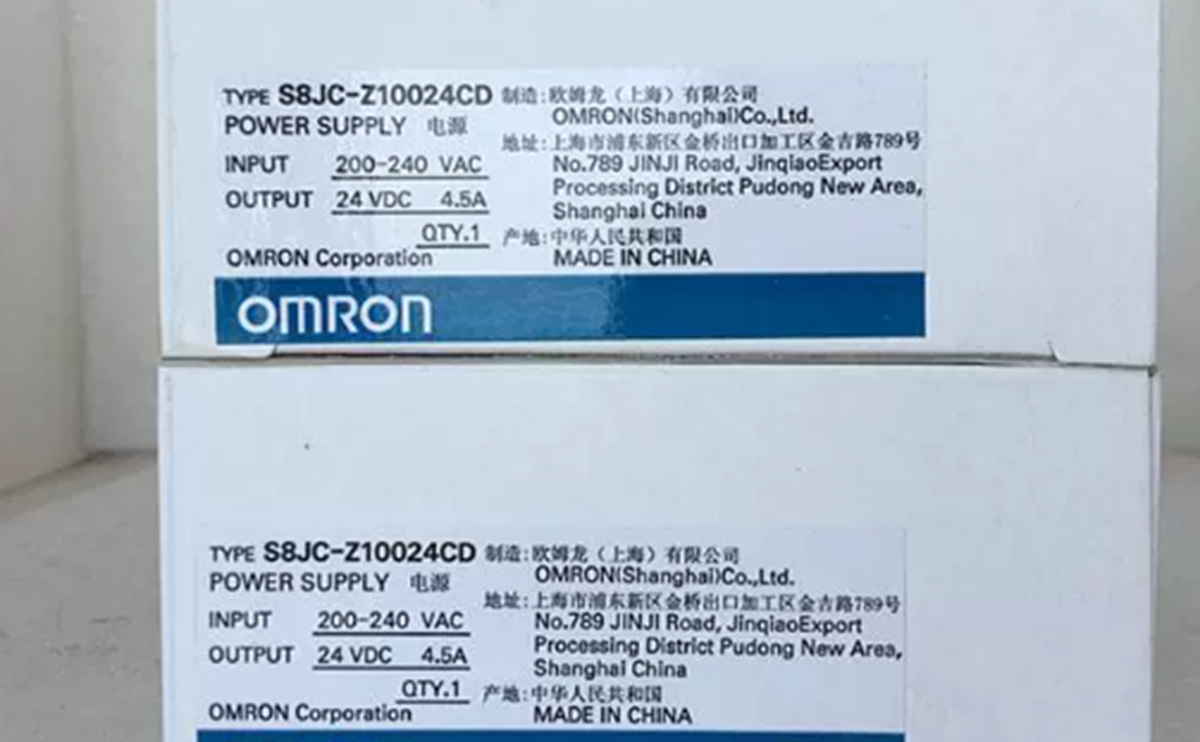 TYPE S8JC-Z10024CD 制造:欧姆龙(上海)有限公司
OMRON(Shanghai)Co.,Ltd.
POWER SUPPLY 电源
地址:上海市浦东新区金桥出口加工区金吉路789号
INPUT 200-240 VAC No.789 JINJI Road, JinqiaoExport
Processing District Pudong New Area,
OUTPUT 24 VDC 4.5A
Shanghai China
QTY.1 产地:中华人民共和国
OMRON Corporation MADE IN CHINA
OMRON
TYPE S8JC-Z10024CD 制造:欧姆龙(上海)有限公司
OMRON(Shanghai)Co.,Ltd.
POWER SUPPLY 电源
地址:上海市浦东新区金桥出口加工区金吉路789号
INPUT 200-240 VAC No.789 JINJI Road, JinqiaoExport
Processing District Pudong New Area,
OUTPUT 24 VDC 4.5A
Shanghai China
QTY.1 产地:中华人民共和国
OMRON Corporation MADE IN CHINA